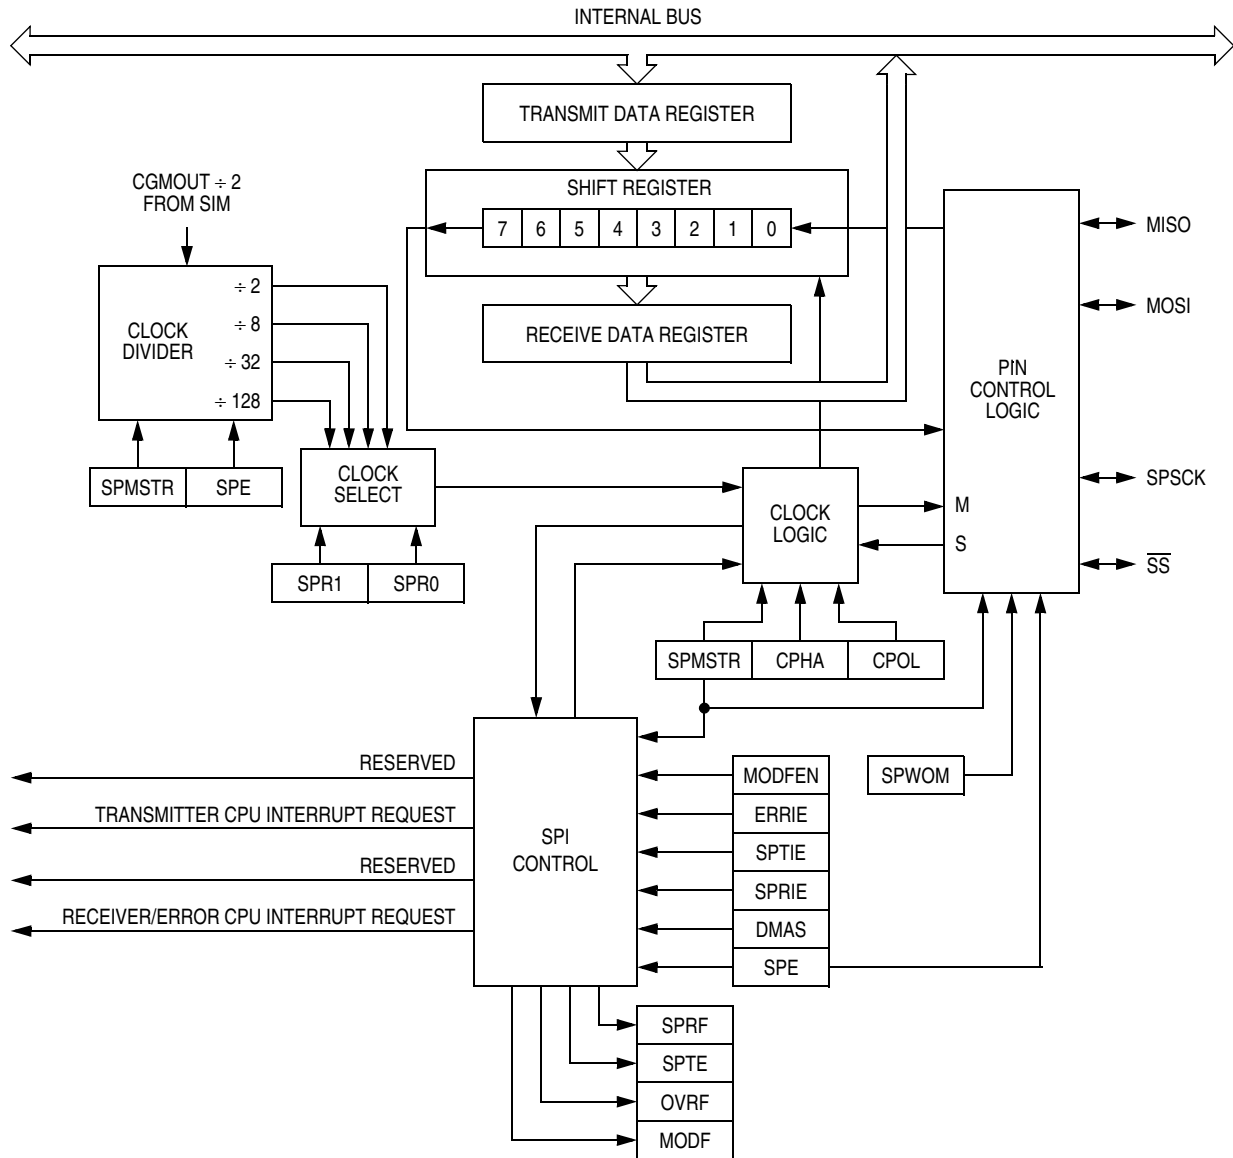 INTERNAL BUS
TRANSMIT DATA REGISTER
CGMOUT ÷ 2
FROM SIM
SHIFT REGISTER
7 6 5 4 3 2 1 0
MISO
÷ 2
MOSI
÷ 8
CLOCK
DIVIDER
RECEIVE DATA REGISTER
÷ 32
PIN
CONTROL
LOGIC
÷ 128
CLOCK
SELECT
SPMSTR SPE
SPSCK
CLOCK
LOGIC
M
S
S̅S̅
SPR1 SPR0
SPMSTR CPHA CPOL
RESERVED
MODFEN
SPWOM
TRANSMITTER CPU INTERRUPT REQUEST
ERRIE
SPI
CONTROL
SPTIE
RESERVED
SPRIE
RECEIVER/ERROR CPU INTERRUPT REQUEST
DMAS
SPE
SPRF
SPTE
OVRF
MODF